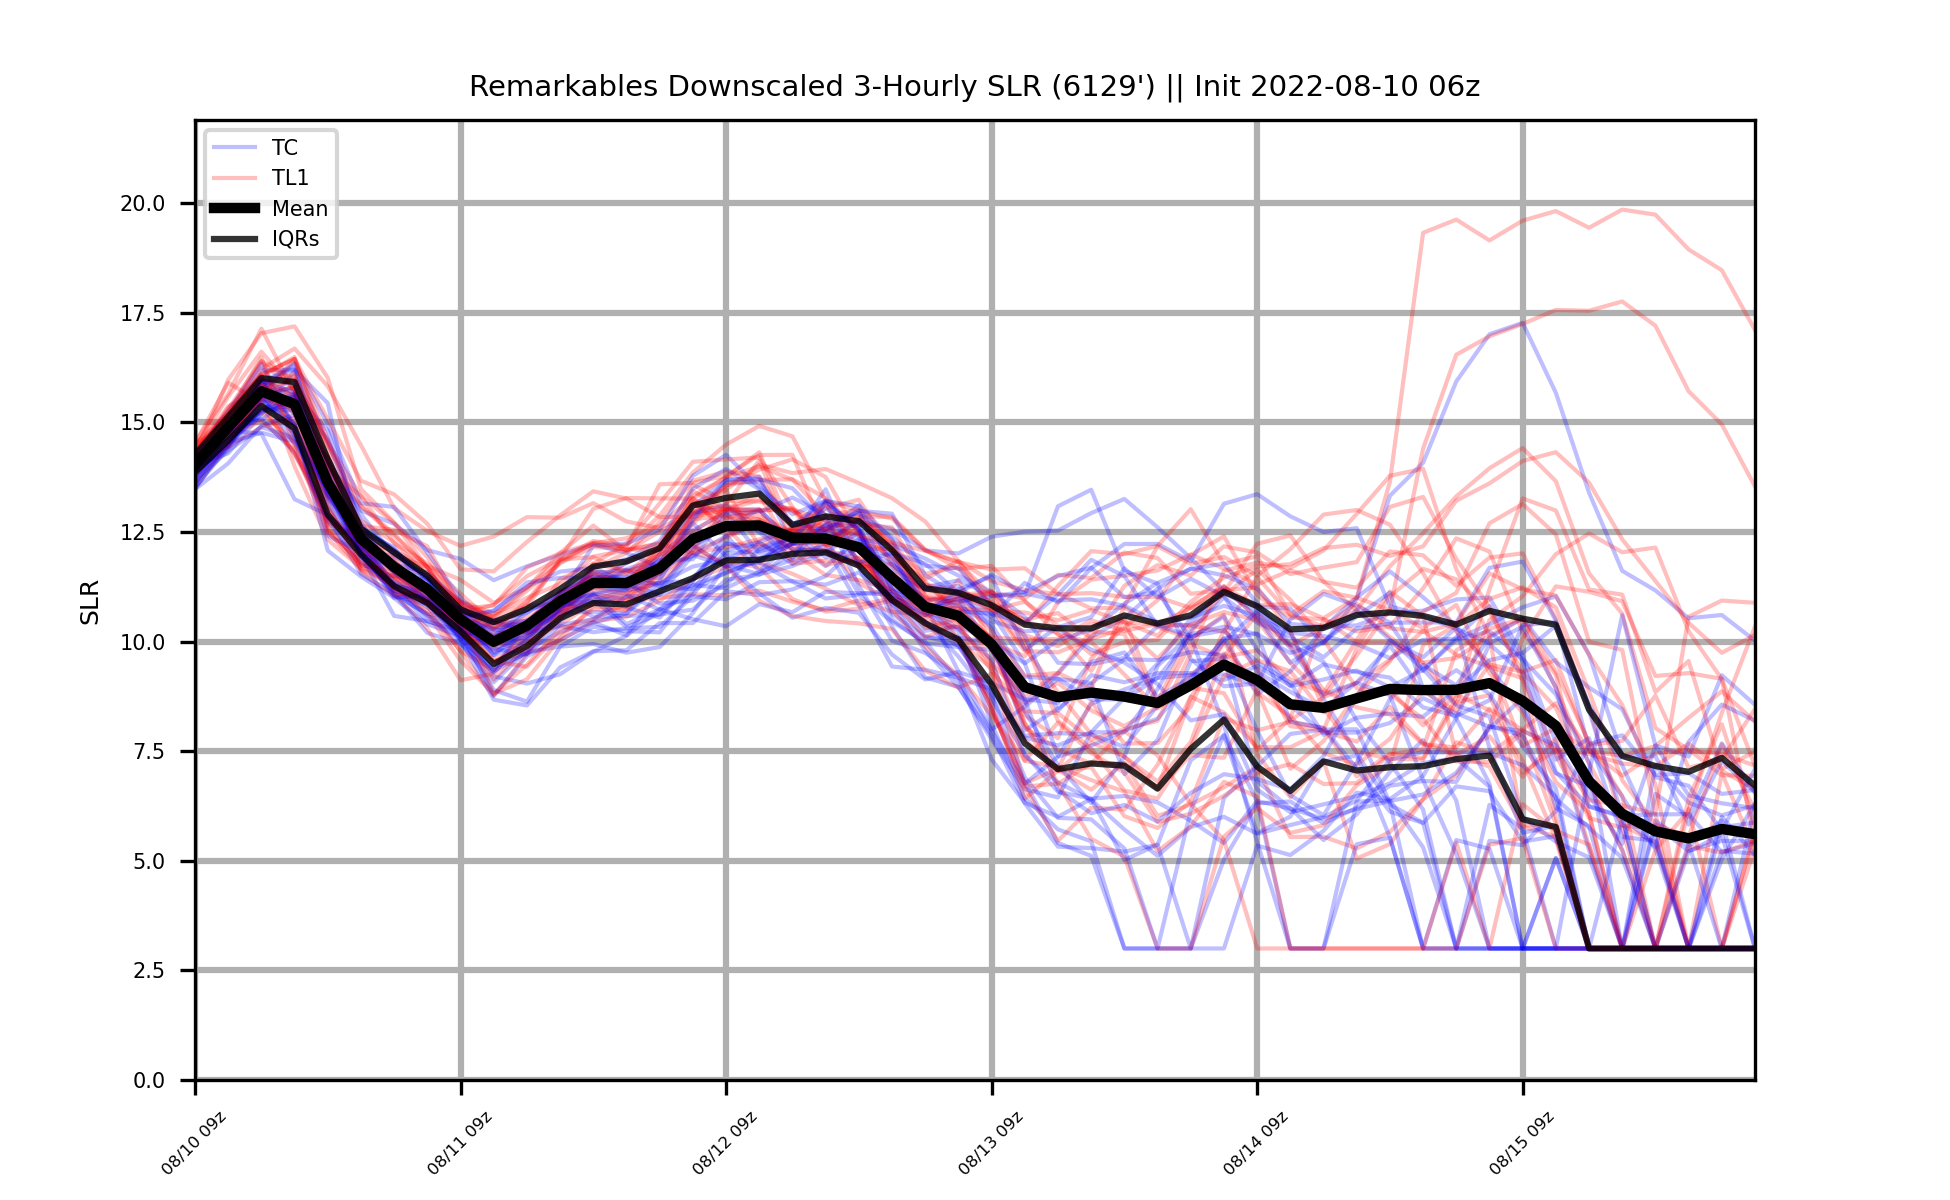 Remarkables Downscaled 3-Hourly SLR (6129') || Init 2022-08-10 06z
TC
TL1
Mean
IQRs
SLR
20.0
17.5
15.0
12.5
10.0
7.5
5.0
2.5
0.0
08/10 09z
08/11 09z
08/12 09z
08/13 09z
08/14 09z
08/15 09z